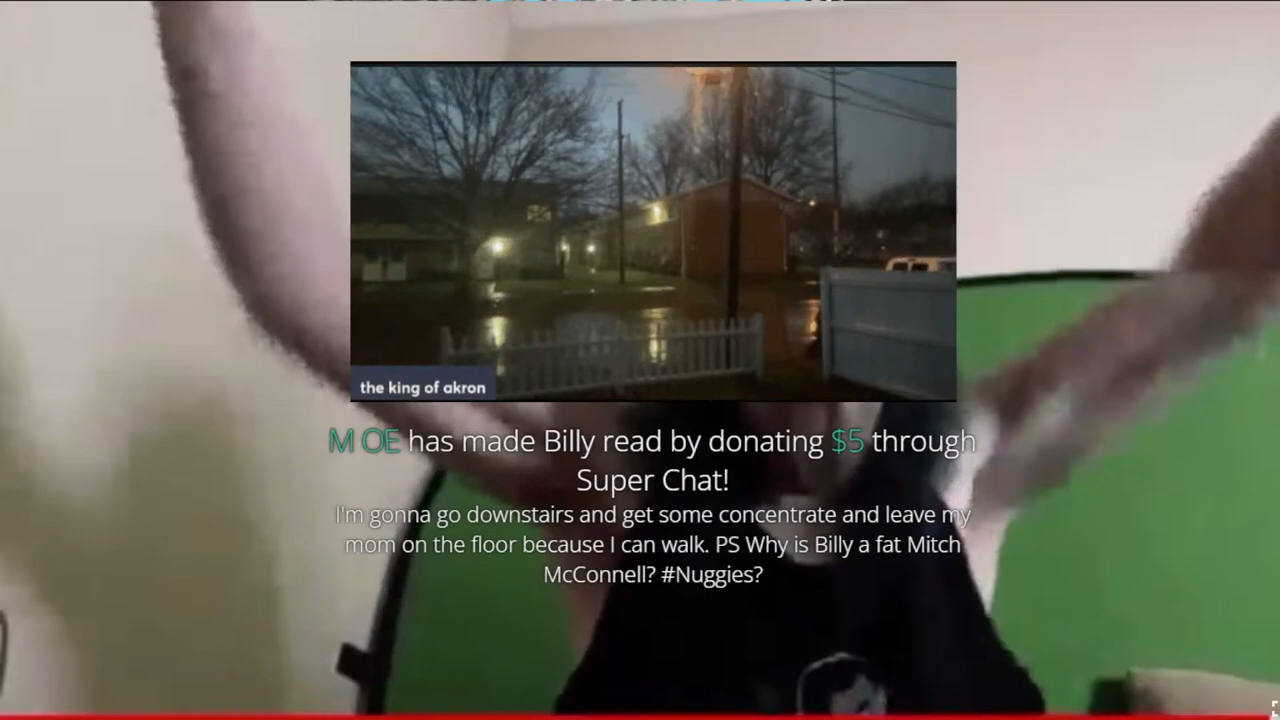 the king of akron
M OE has made Billy read by donating $5 through
Super Chat!
I'm gonna go downstairs and get some concentrate and leave my
mom on the floor because I can walk. PS Why is Billy a fat Mitch
McConnell? #Nuggies?